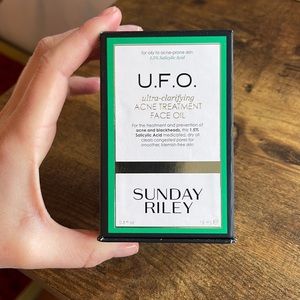 for oily to acne-prone skin
1.5% Salicylic Acid
U.F.O.
ultra-clarifying
ACNE TREATMENT
FACE OIL
For the treatment and prevention of
acne and blackheads, this 1.5%
Salicylic Acid medicated, dry oil
clears congested pores for
smoother, blemish-free skin
SUNDAY
RILEY